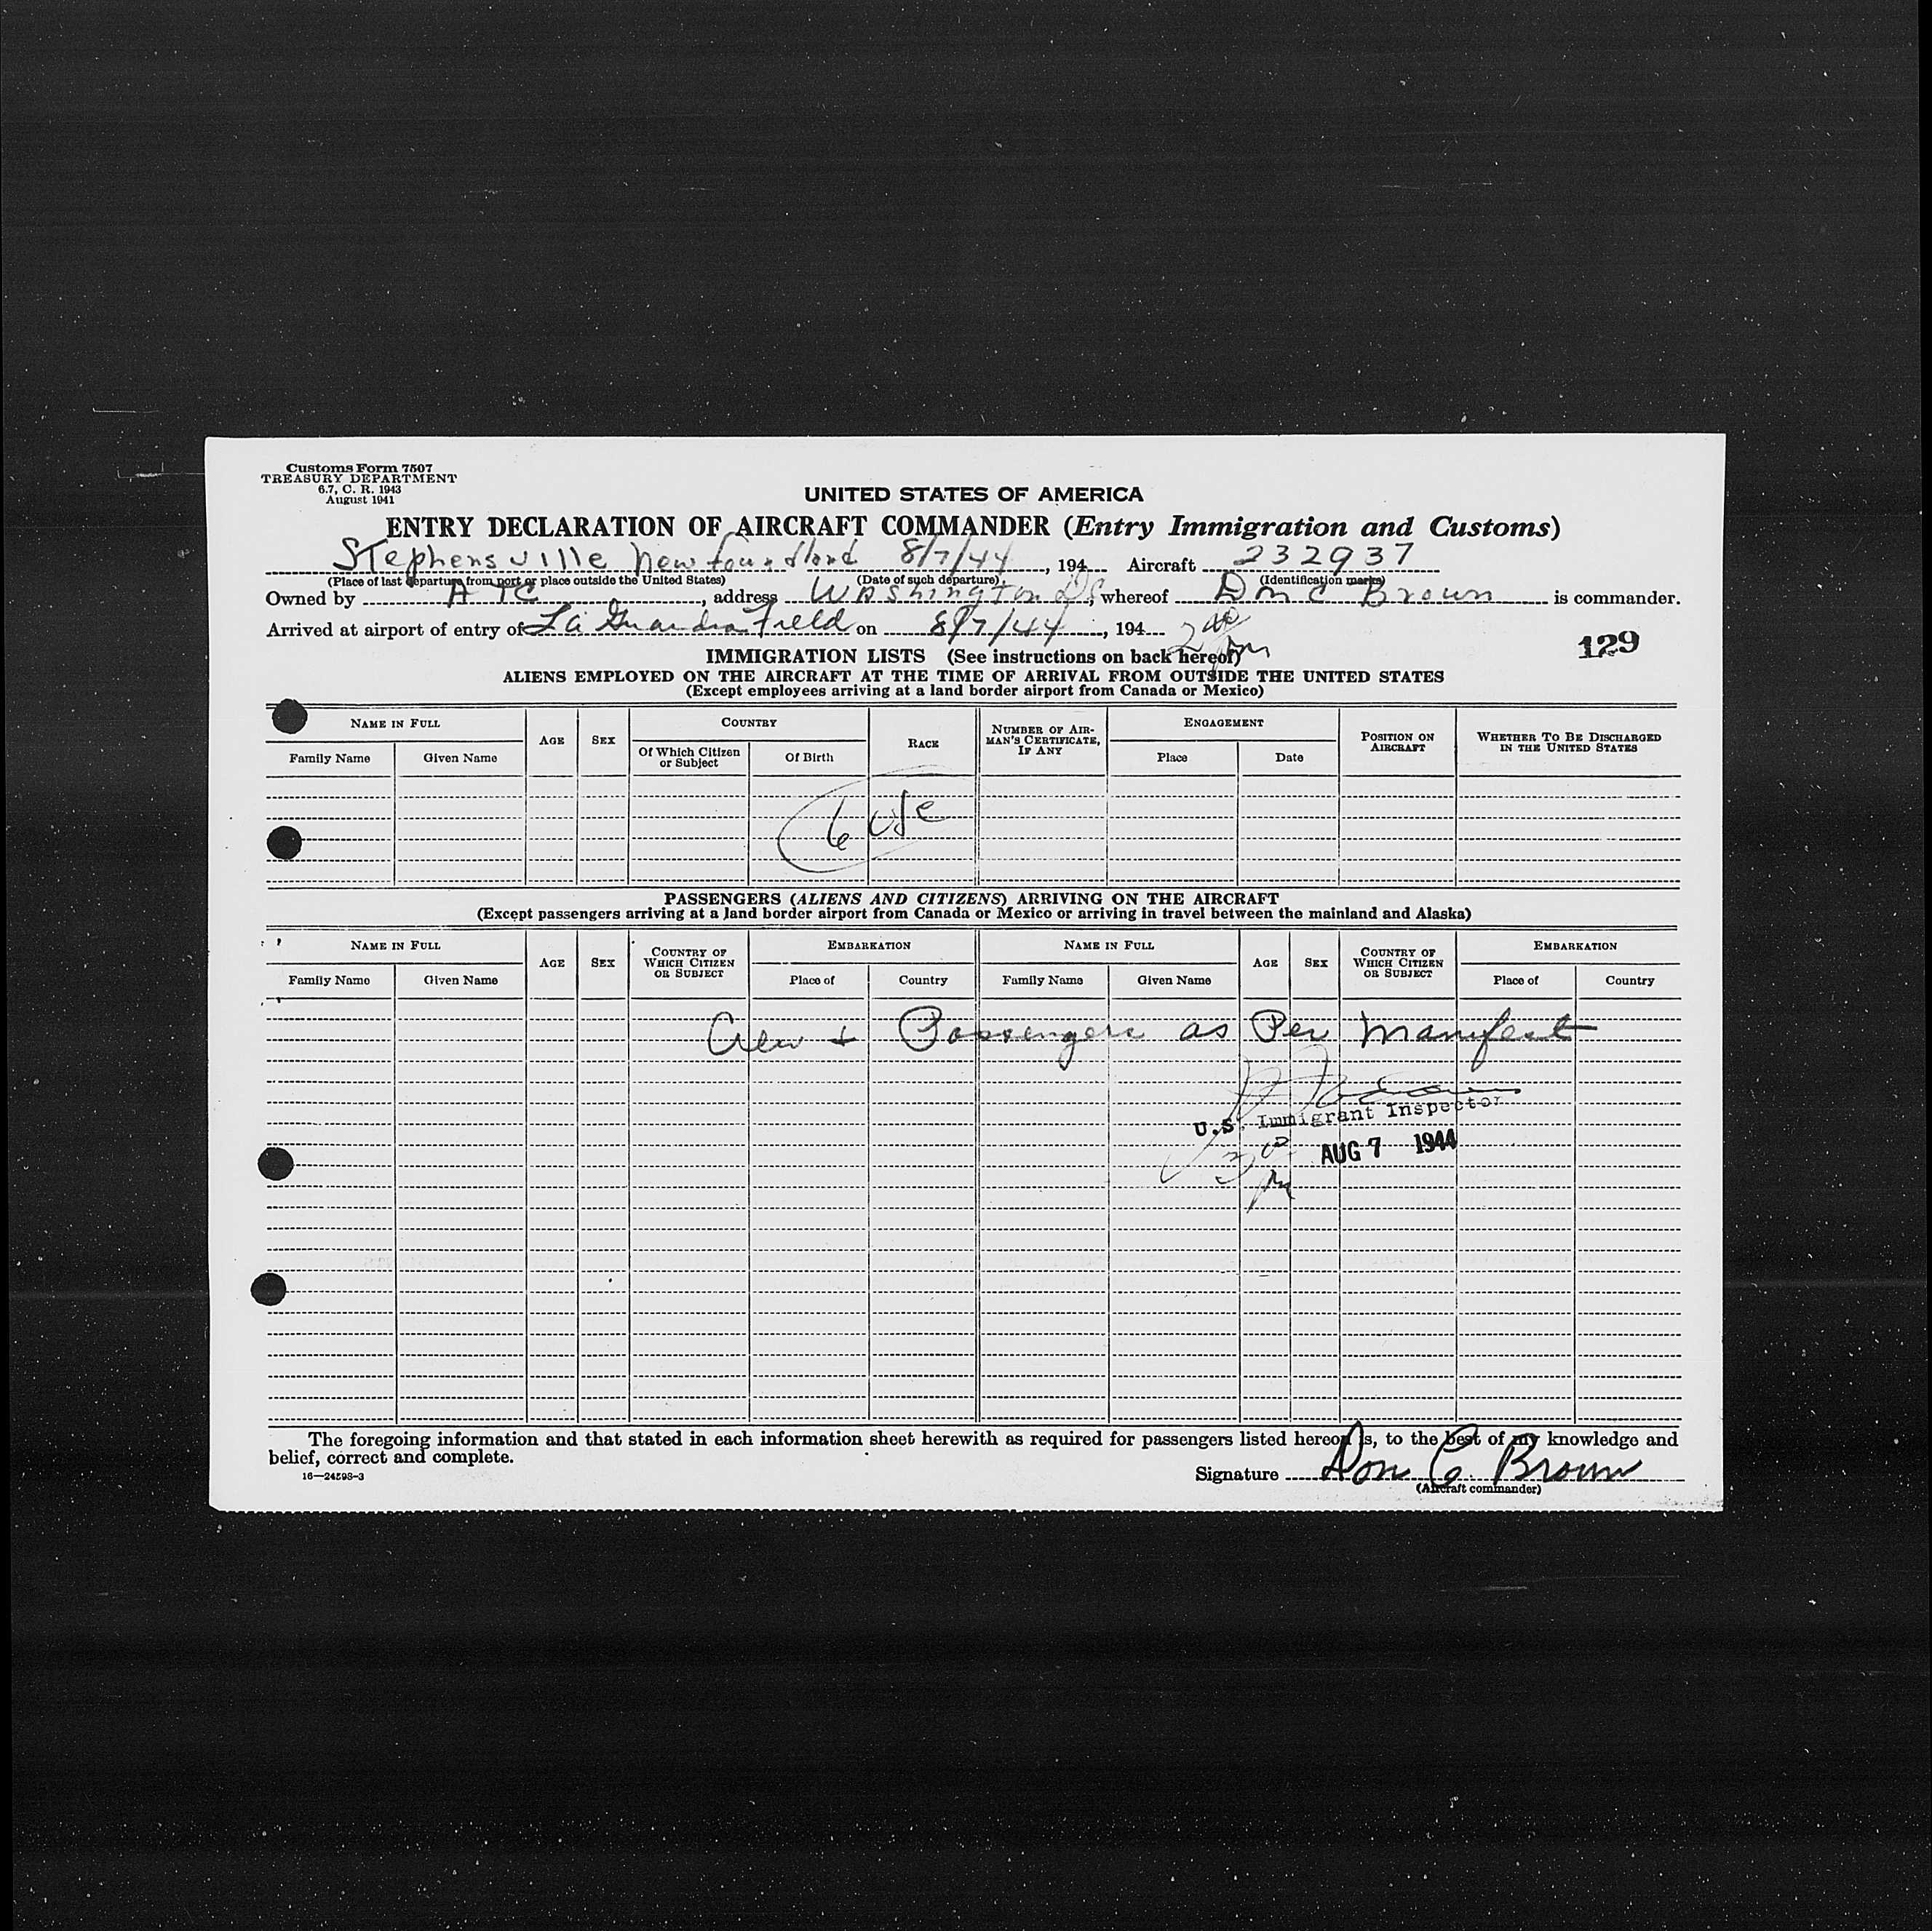 Customs Form 7507
TREASURY DEPARTMENT
6.7, C. R. 1943
August 1941
UNITED STATES OF AMERICA
ENTRY DECLARATION OF AIRCRAFT COMMANDER (Entry Immigration and Customs)
Stephensville Newfoundland 8/7/44, 194 Aircraft 232937
(Place of last departure from port or place outside the United States) (Date of such departure) (Identification marks)
Owned by ATC, address Washington DC, whereof Don C Brown is commander.
Arrived at airport of entry of La Guardia Field on 8/7/44, 194 2 00 pm
129
IMMIGRATION LISTS (See instructions on back hereof)
ALIENS EMPLOYED ON THE AIRCRAFT AT THE TIME OF ARRIVAL FROM OUTSIDE THE UNITED STATES
(Except employees arriving at a land border airport from Canada or Mexico)
NAME IN FULL AGE SEX COUNTRY RACE NUMBER OF AIRMAN'S CERTIFICATE, IF ANY ENGAGEMENT POSITION ON AIRCRAFT WHETHER TO BE DISCHARGED IN THE UNITED STATES
Family Name Given Name Of Which Citizen or Subject Of Birth Place Date
6 USC
PASSENGERS (ALIENS AND CITIZENS) ARRIVING ON THE AIRCRAFT
(Except passengers arriving at a land border airport from Canada or Mexico or arriving in travel between the mainland and Alaska)
NAME IN FULL AGE SEX COUNTRY OF WHICH CITIZEN OR SUBJECT EMBARKATION NAME IN FULL AGE SEX COUNTRY OF WHICH CITIZEN OR SUBJECT EMBARKATION
Family Name Given Name Place of Country Family Name Given Name Place of Country
Crew + Passengers as Per Manifest
U.S. Immigrant Inspector
3 00 pm AUG 7 1944
The foregoing information and that stated in each information sheet herewith as required for passengers listed hereon is, to the best of my knowledge and
belief, correct and complete.
16—24598-3
Signature Don C. Brown
(Aircraft commander)